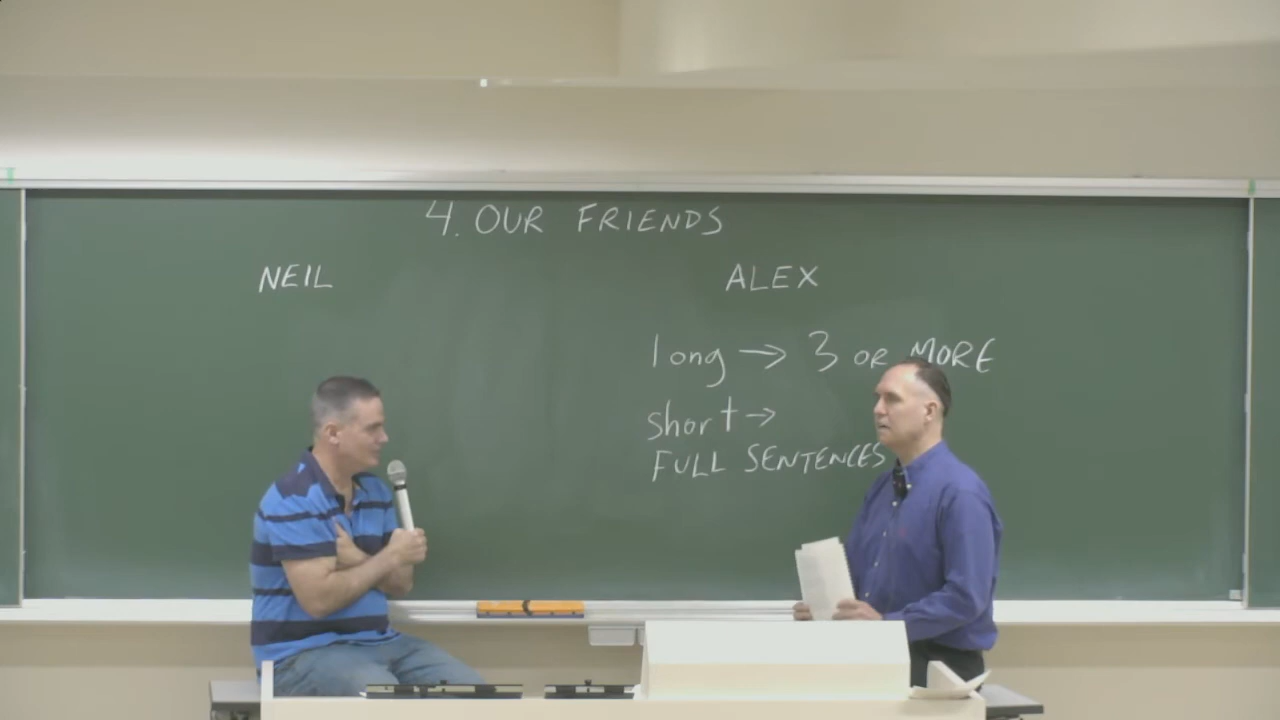 4. OUR FRIENDS
NEIL
ALEX
long → 3 OR MORE
short →
FULL SENTENCES